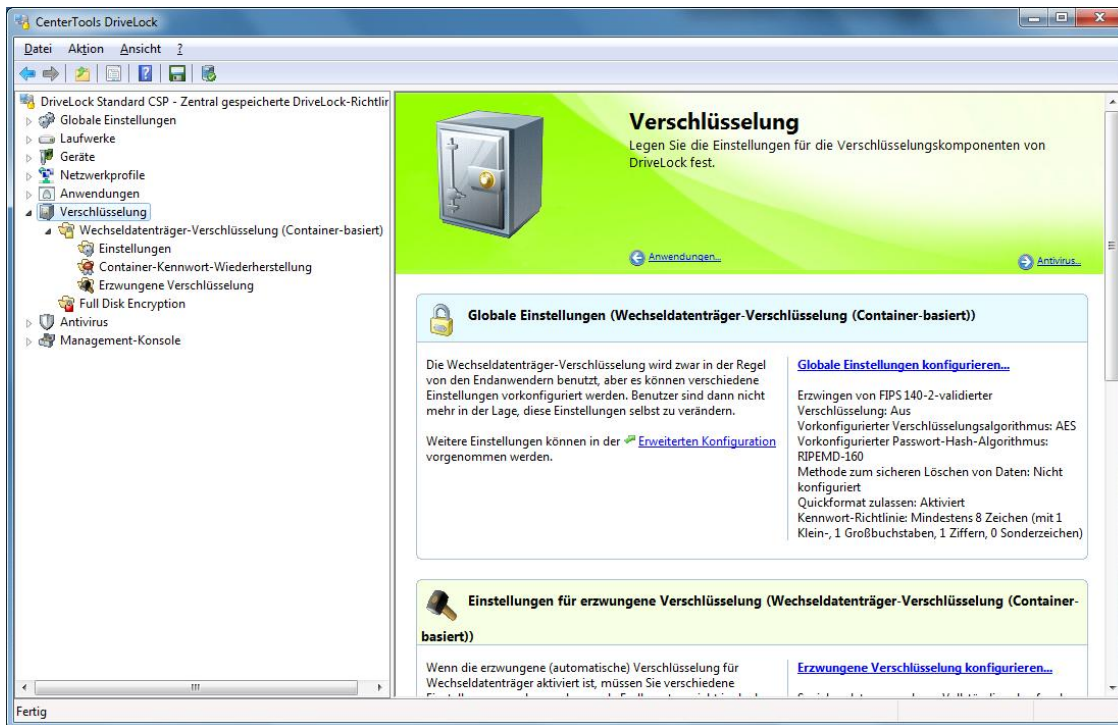 CenterTools DriveLock
Datei Aktion Ansicht ?
DriveLock Standard CSP - Zentral gespeicherte DriveLock-Richtlir
Globale Einstellungen
Laufwerke
Geräte
Netzwerkprofile
Anwendungen
Verschlüsselung
Wechseldatenträger-Verschlüsselung (Container-basiert)
Einstellungen
Container-Kennwort-Wiederherstellung
Erzwungene Verschlüsselung
Full Disk Encryption
Antivirus
Management-Konsole
Verschlüsselung
Legen Sie die Einstellungen für die Verschlüsselungskomponenten von
DriveLock fest.
Anwendungen...
Antivirus...
Globale Einstellungen (Wechseldatenträger-Verschlüsselung (Container-basiert))
Die Wechseldatenträger-Verschlüsselung wird zwar in der Regel
von den Endanwendern benutzt, aber es können verschiedene
Einstellungen vorkonfiguriert werden. Benutzer sind dann nicht
mehr in der Lage, diese Einstellungen selbst zu verändern.
Weitere Einstellungen können in der Erweiterten Konfiguration
vorgenommen werden.
Globale Einstellungen konfigurieren...
Erzwingen von FIPS 140-2-validierter
Verschlüsselung: Aus
Vorkonfigurierter Verschlüsselungsalgorithmus: AES
Vorkonfigurierter Passwort-Hash-Algorithmus:
RIPEMD-160
Methode zum sicheren Löschen von Daten: Nicht
konfiguriert
Quickformat zulassen: Aktiviert
Kennwort-Richtlinie: Mindestens 8 Zeichen (mit 1
Klein-, 1 Großbuchstaben, 1 Ziffern, 0 Sonderzeichen)
Einstellungen für erzwungene Verschlüsselung (Wechseldatenträger-Verschlüsselung (Container-
basiert))
Wenn die erzwungene (automatische) Verschlüsselung für
Wechseldatenträger aktiviert ist, müssen Sie verschiedene
Erzwungene Verschlüsselung konfigurieren...
Fertig